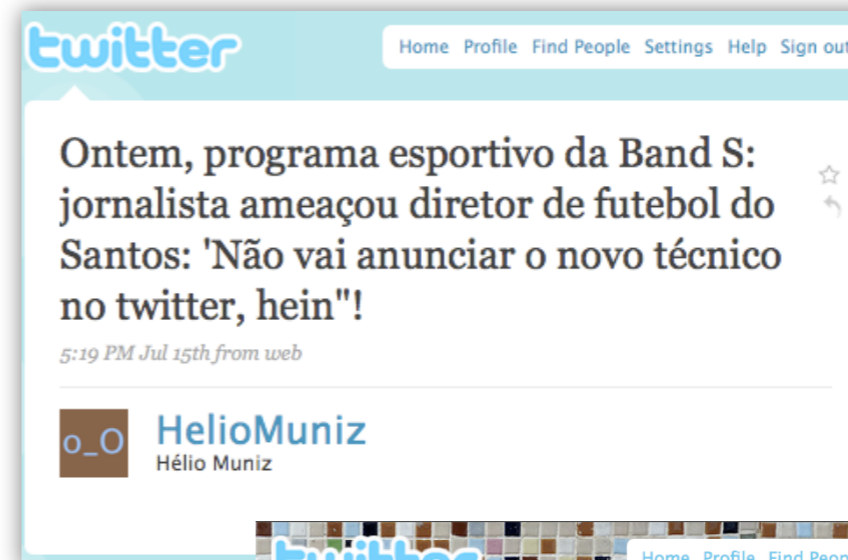 twitter
Home Profile Find People Settings Help Sign out
Ontem, programa esportivo da Band S:
jornalista ameaçou diretor de futebol do
Santos: 'Não vai anunciar o novo técnico
no twitter, hein"!
5:19 PM Jul 15th from web
o_O
HelioMuniz
Hélio Muniz
twitter
Home Profile Find Peop